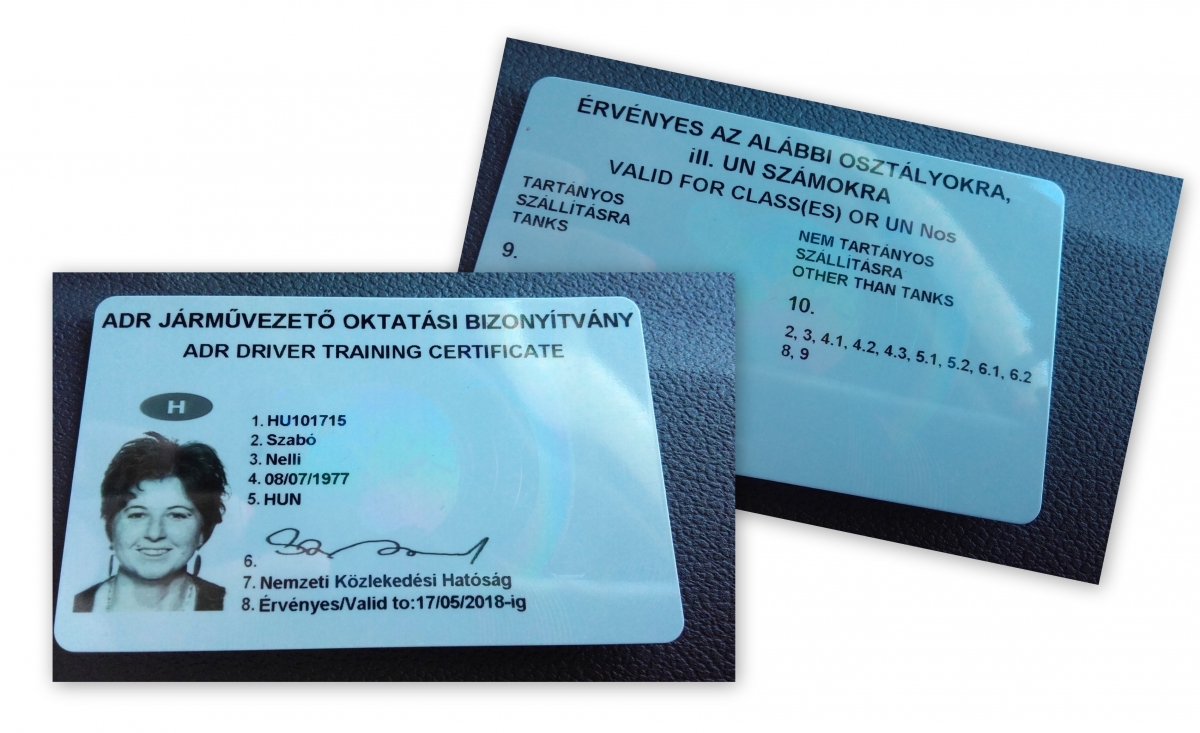 ÉRVÉNYES AZ ALÁBBI OSZTÁLYOKRA,
ill. UN SZÁMOKRA
VALID FOR CLASS(ES) OR UN Nos
TARTÁNYOS
SZÁLLÍTÁSRA
TANKS
9.
NEM TARTÁNYOS
SZÁLLÍTÁSRA
OTHER THAN TANKS
10.
2, 3, 4.1, 4.2, 4.3, 5.1, 5.2, 6.1, 6.2
8, 9
ADR JÁRMŰVEZETŐ OKTATÁSI BIZONYÍTVÁNY
ADR DRIVER TRAINING CERTIFICATE
H
1. HU101715
2. Szabó
3. Nelli
4. 08/07/1977
5. HUN
6.
7. Nemzeti Közlekedési Hatóság
8. Érvényes/Valid to:17/05/2018-ig